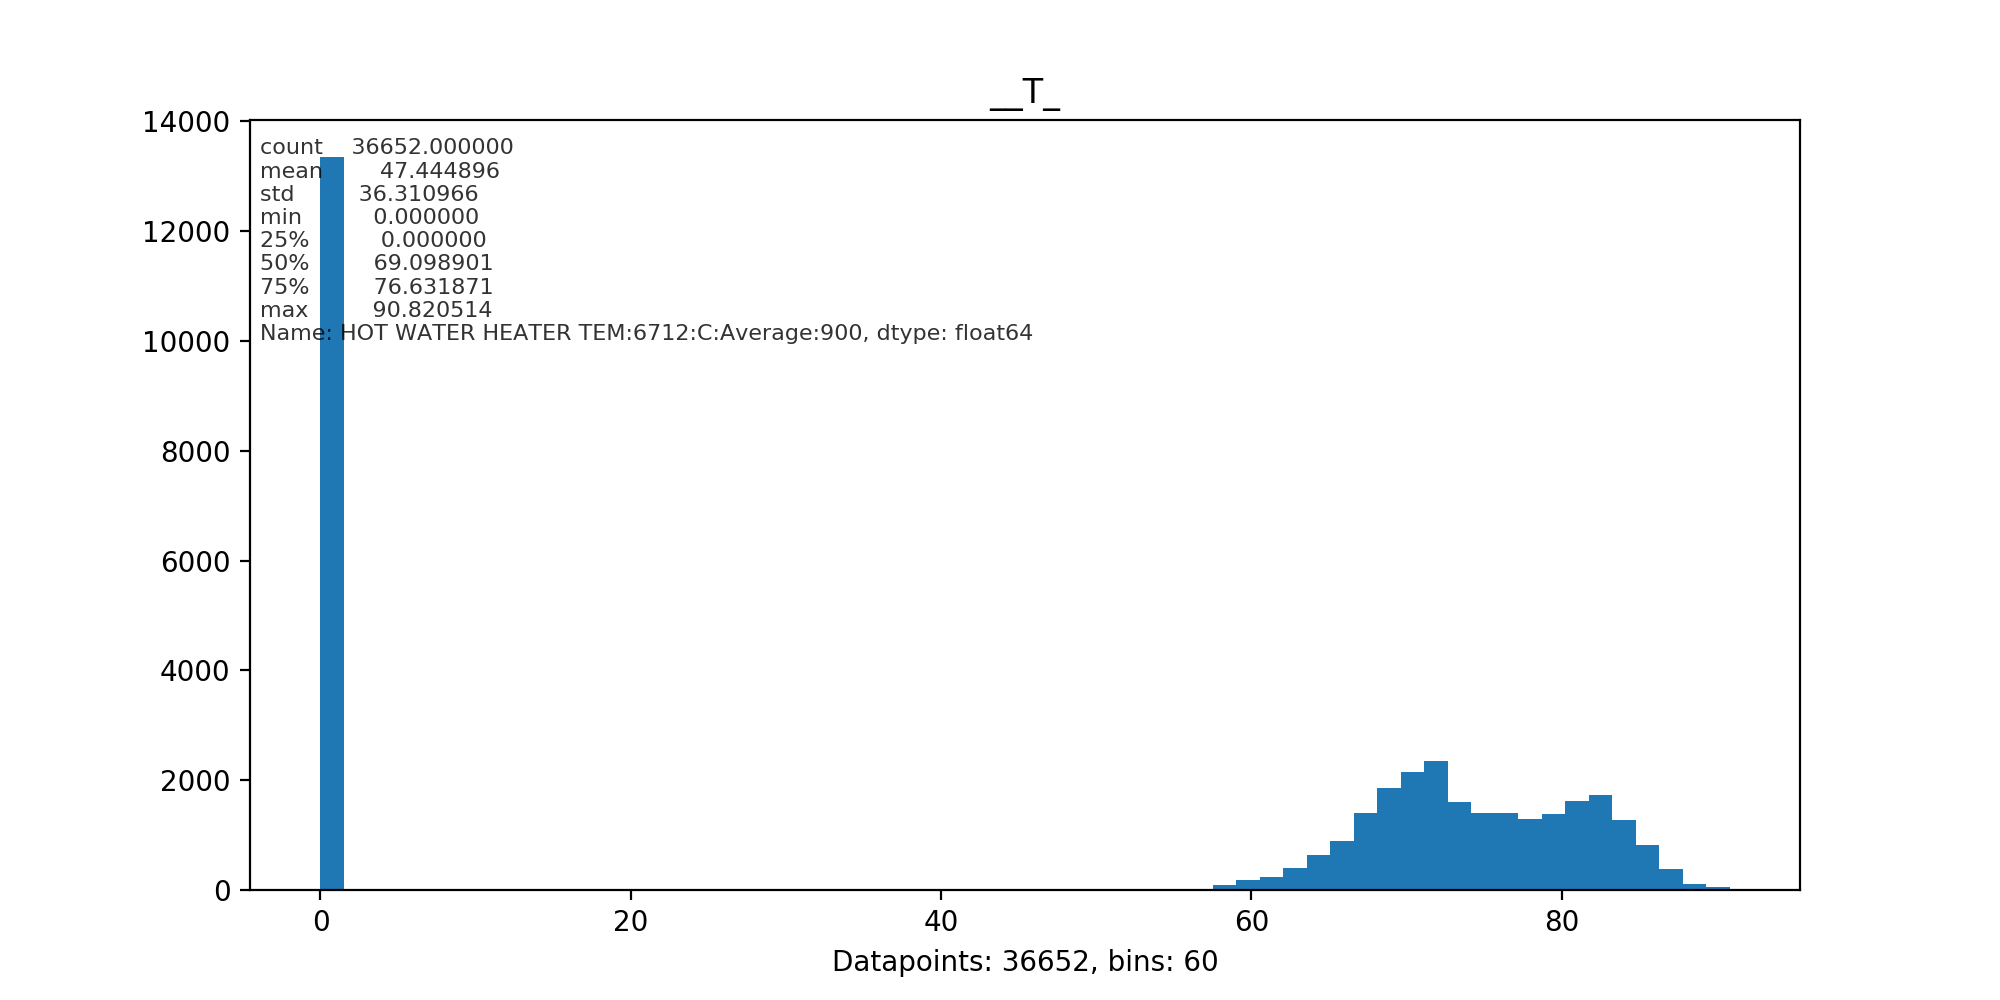 __T_
14000
12000
10000
8000
6000
4000
2000
0
count 36652.000000
mean 47.444896
std 36.310966
min 0.000000
25% 0.000000
50% 69.098901
75% 76.631871
max 90.820514
Name: HOT WATER HEATER TEM:6712:C:Average:900, dtype: float64
0 20 40 60 80
Datapoints: 36652, bins: 60